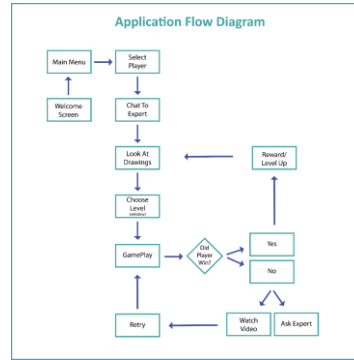 Application Flow Diagram
Main Menu
Select
Player
Welcome
Screen
Chat To
Expert
Look At
Drawings
Reward/
Level Up
Choose
Level
(window)
GamePlay
Did
Player
Win?
Yes
No
Retry
Watch
Video
Ask Expert